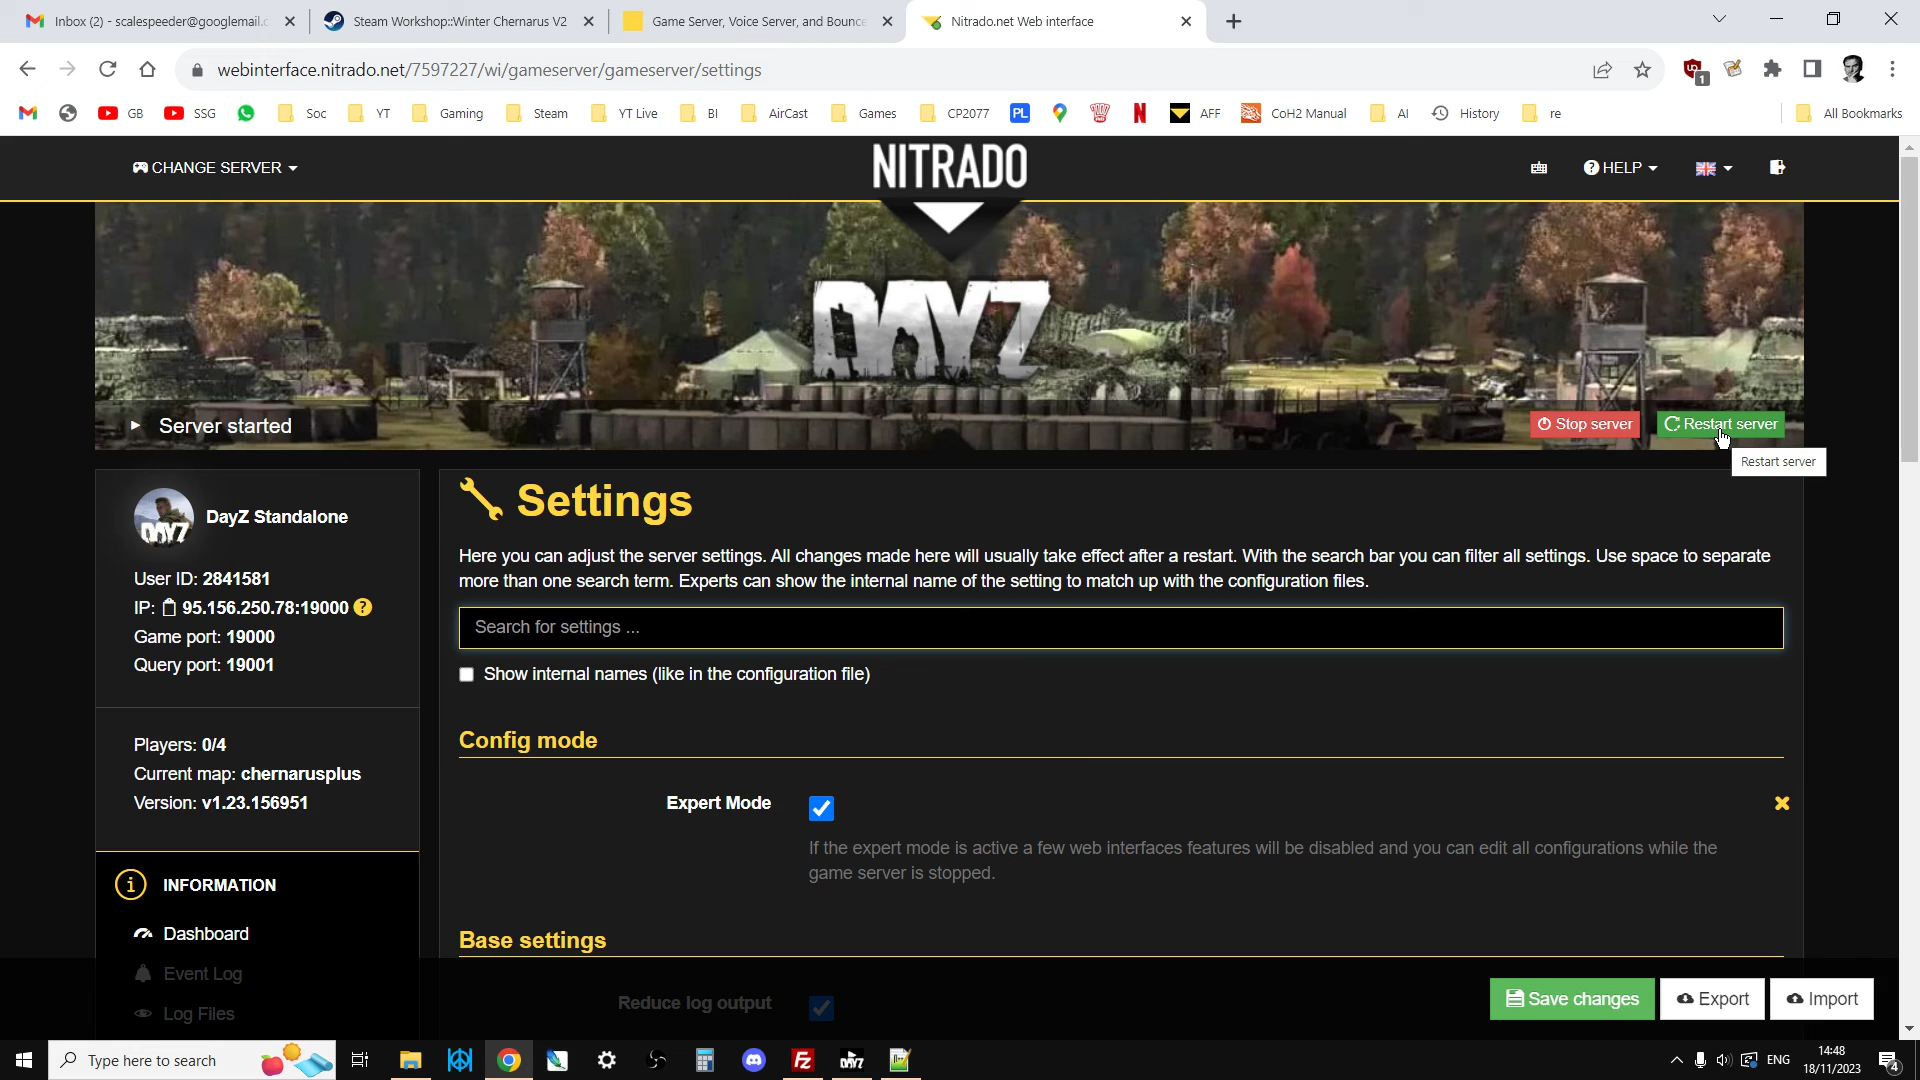 Inbox (2) - scalespeeder@googlemail.c
Steam Workshop::Winter Chernarus V2
Game Server, Voice Server, and Bounce
Nitrado.net Web interface
webinterface.nitrado.net/7597227/wi/gameserver/gameserver/settings
1
GB
SSG
Soc
YT
Gaming
Steam
YT Live
BI
AirCast
Games
CP2077
PL
AFF
CoH2 Manual
AI
History
re
All Bookmarks
CHANGE SERVER
NITRADO
HELP
DAYZ
Server started
Stop server
Restart server
Restart server
DAYZ
DayZ Standalone
User ID: 2841581
IP: 95.156.250.78:19000
Game port: 19000
Query port: 19001
Players: 0/4
Current map: chernarusplus
Version: v1.23.156951
INFORMATION
Dashboard
Event Log
Log Files
Settings
Here you can adjust the server settings. All changes made here will usually take effect after a restart. With the search bar you can filter all settings. Use space to separate
more than one search term. Experts can show the internal name of the setting to match up with the configuration files.
Search for settings ...
Show internal names (like in the configuration file)
Config mode
Expert Mode
If the expert mode is active a few web interfaces features will be disabled and you can edit all configurations while the
game server is stopped.
Base settings
Reduce log output
Save changes
Export
Import
Type here to search
DAYZ
ENG
14:48
18/11/2023
4